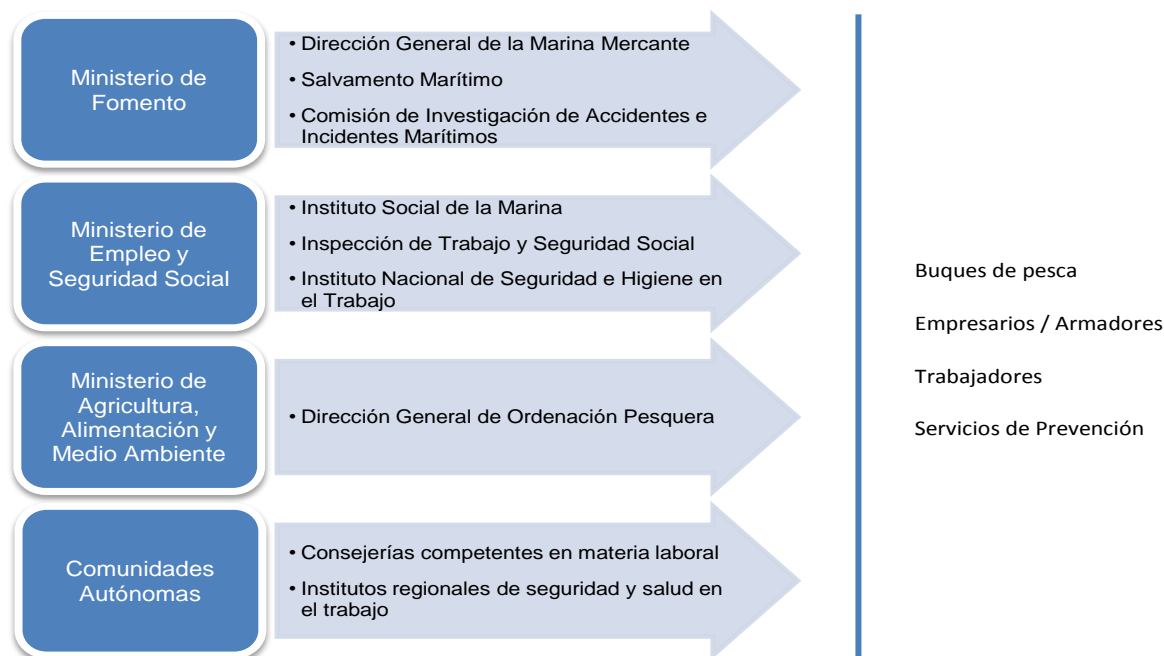 Ministerio de
Fomento
• Dirección General de la Marina Mercante
• Salvamento Marítimo
• Comisión de Investigación de Accidentes e
Incidentes Marítimos
Ministerio de
Empleo y
Seguridad Social
• Instituto Social de la Marina
• Inspección de Trabajo y Seguridad Social
• Instituto Nacional de Seguridad e Higiene en
el Trabajo
Ministerio de
Agricultura,
Alimentación y
Medio Ambiente
• Dirección General de Ordenación Pesquera
Comunidades
Autónomas
• Consejerías competentes en materia laboral
• Institutos regionales de seguridad y salud en
el trabajo
Buques de pesca
Empresarios / Armadores
Trabajadores
Servicios de Prevención